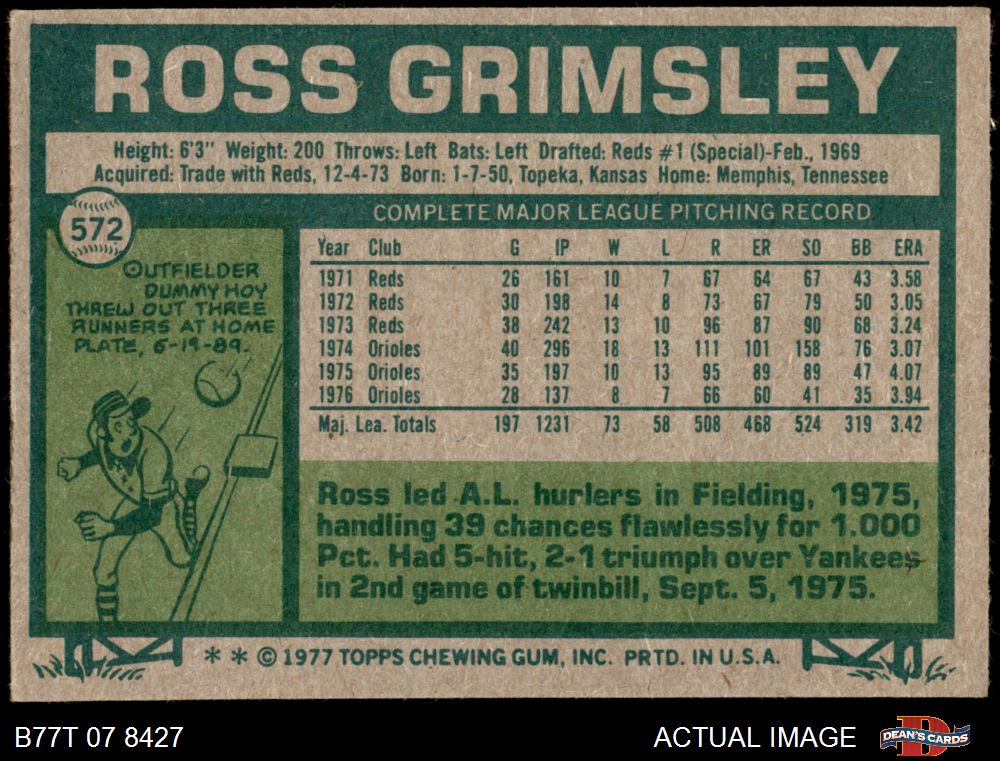 ROSS GRIMSLEY
Height: 6'3" Weight: 200 Throws: Left Bats: Left Drafted: Reds #1 (Special)-Feb., 1969
Acquired: Trade with Reds, 12-4-73 Born: 1-7-50, Topeka, Kansas Home: Memphis, Tennessee
572
OUTFIELDER
DUMMY HOY
THREW OUT THREE
RUNNERS AT HOME
PLATE, 6-19-89.
COMPLETE MAJOR LEAGUE PITCHING RECORD
Year Club G IP W L R ER SO BB ERA
1971 Reds 26 161 10 7 67 64 67 43 3.58
1972 Reds 30 198 14 8 73 67 79 50 3.05
1973 Reds 38 242 13 10 96 87 90 68 3.24
1974 Orioles 40 296 18 13 111 101 158 76 3.07
1975 Orioles 35 197 10 13 95 89 89 47 4.07
1976 Orioles 28 137 8 7 66 60 41 35 3.94
Maj. Lea. Totals 197 1231 73 58 508 468 524 319 3.42
Ross led A.L. hurlers in Fielding, 1975,
handling 39 chances flawlessly for 1.000
Pct. Had 5-hit, 2-1 triumph over Yankees
in 2nd game of twinbill, Sept. 5, 1975.
* * © 1977 TOPPS CHEWING GUM, INC. PRTD. IN U.S.A.
B77T 07 8427
ACTUAL IMAGE
D
DEAN'S CARDS